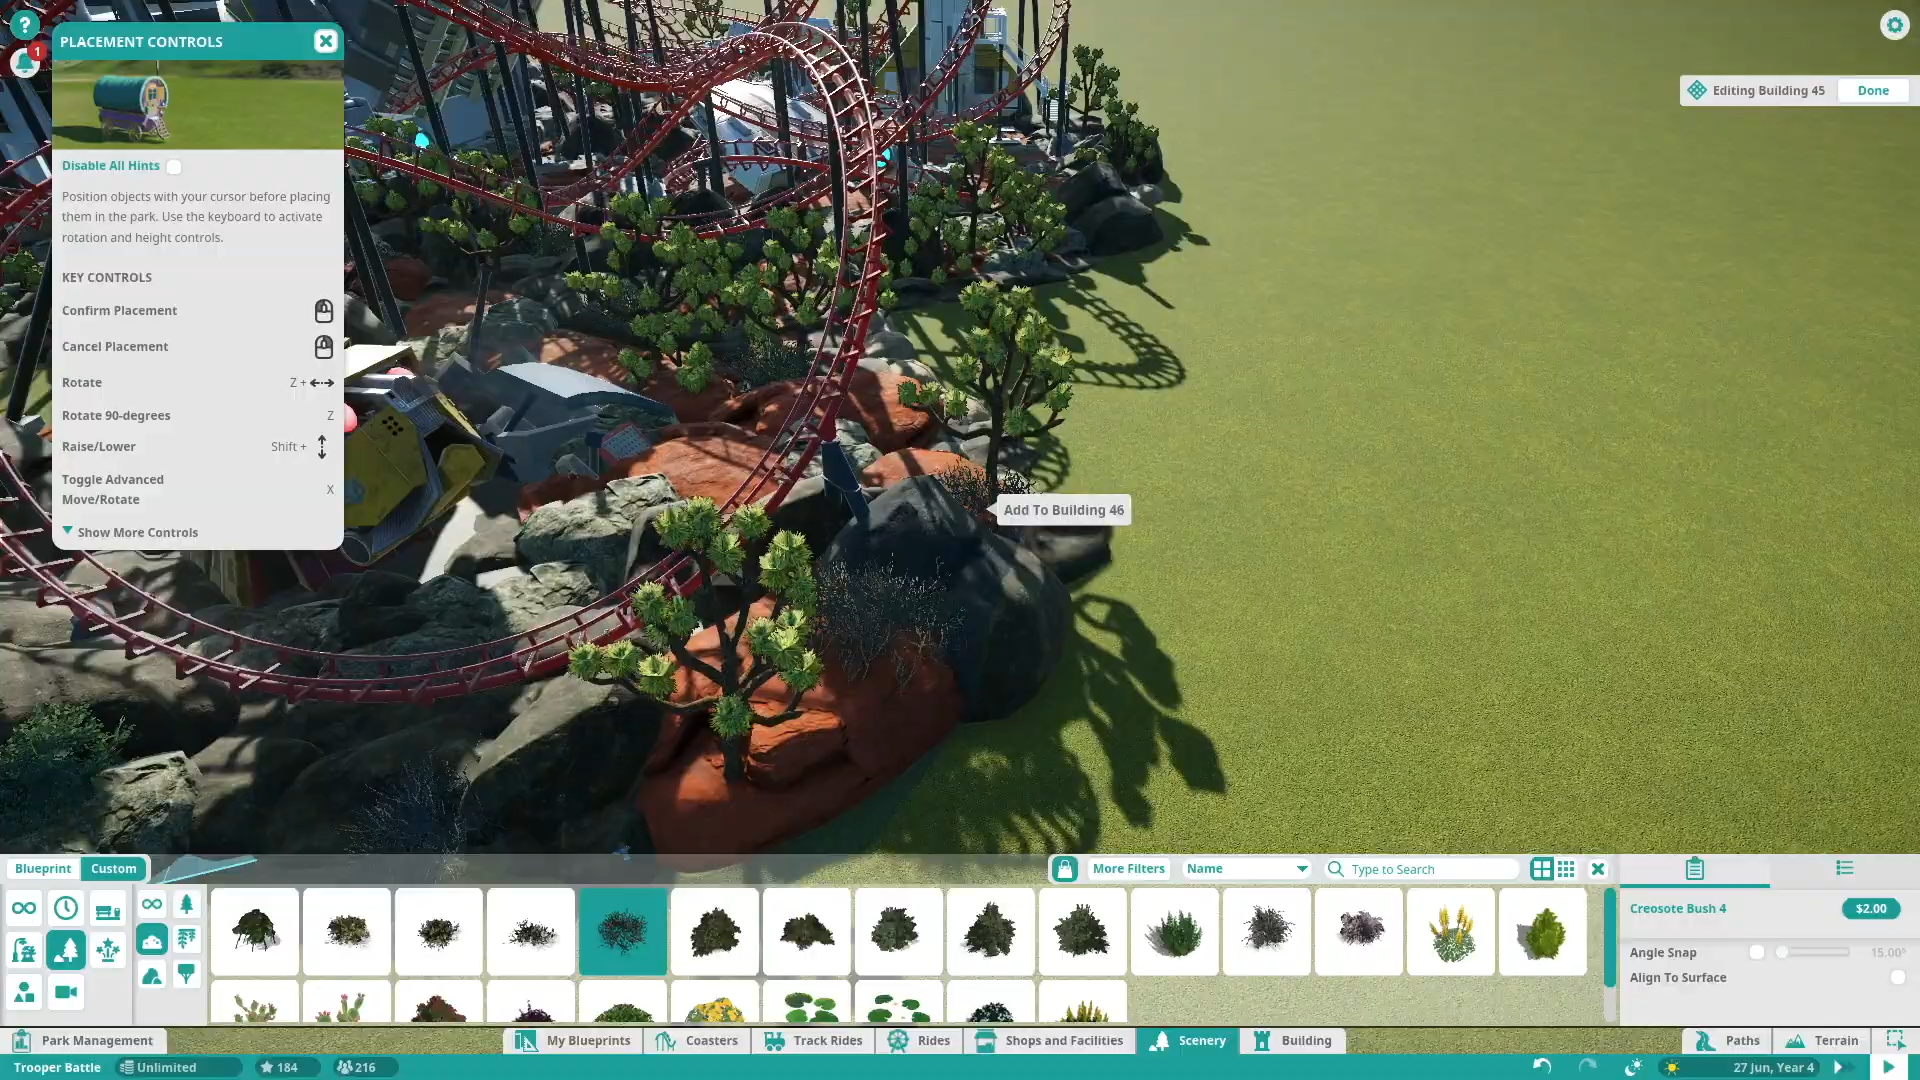 ?
1
PLACEMENT CONTROLS
Disable All Hints
Position objects with your cursor before placing
them in the park. Use the keyboard to activate
rotation and height controls.
KEY CONTROLS
Confirm Placement
Cancel Placement
Rotate Z +
Rotate 90-degrees Z
Raise/Lower Shift +
Toggle Advanced
Move/Rotate X
Show More Controls
Editing Building 45 Done
Add To Building 46
Blueprint Custom
More Filters Name Type to Search
Creosote Bush 4 $2.00
Angle Snap 15.00°
Align To Surface
Park Management My Blueprints Coasters Track Rides Rides Shops and Facilities Scenery Building Paths Terrain
Trooper Battle Unlimited 184 216 27 Jun, Year 4